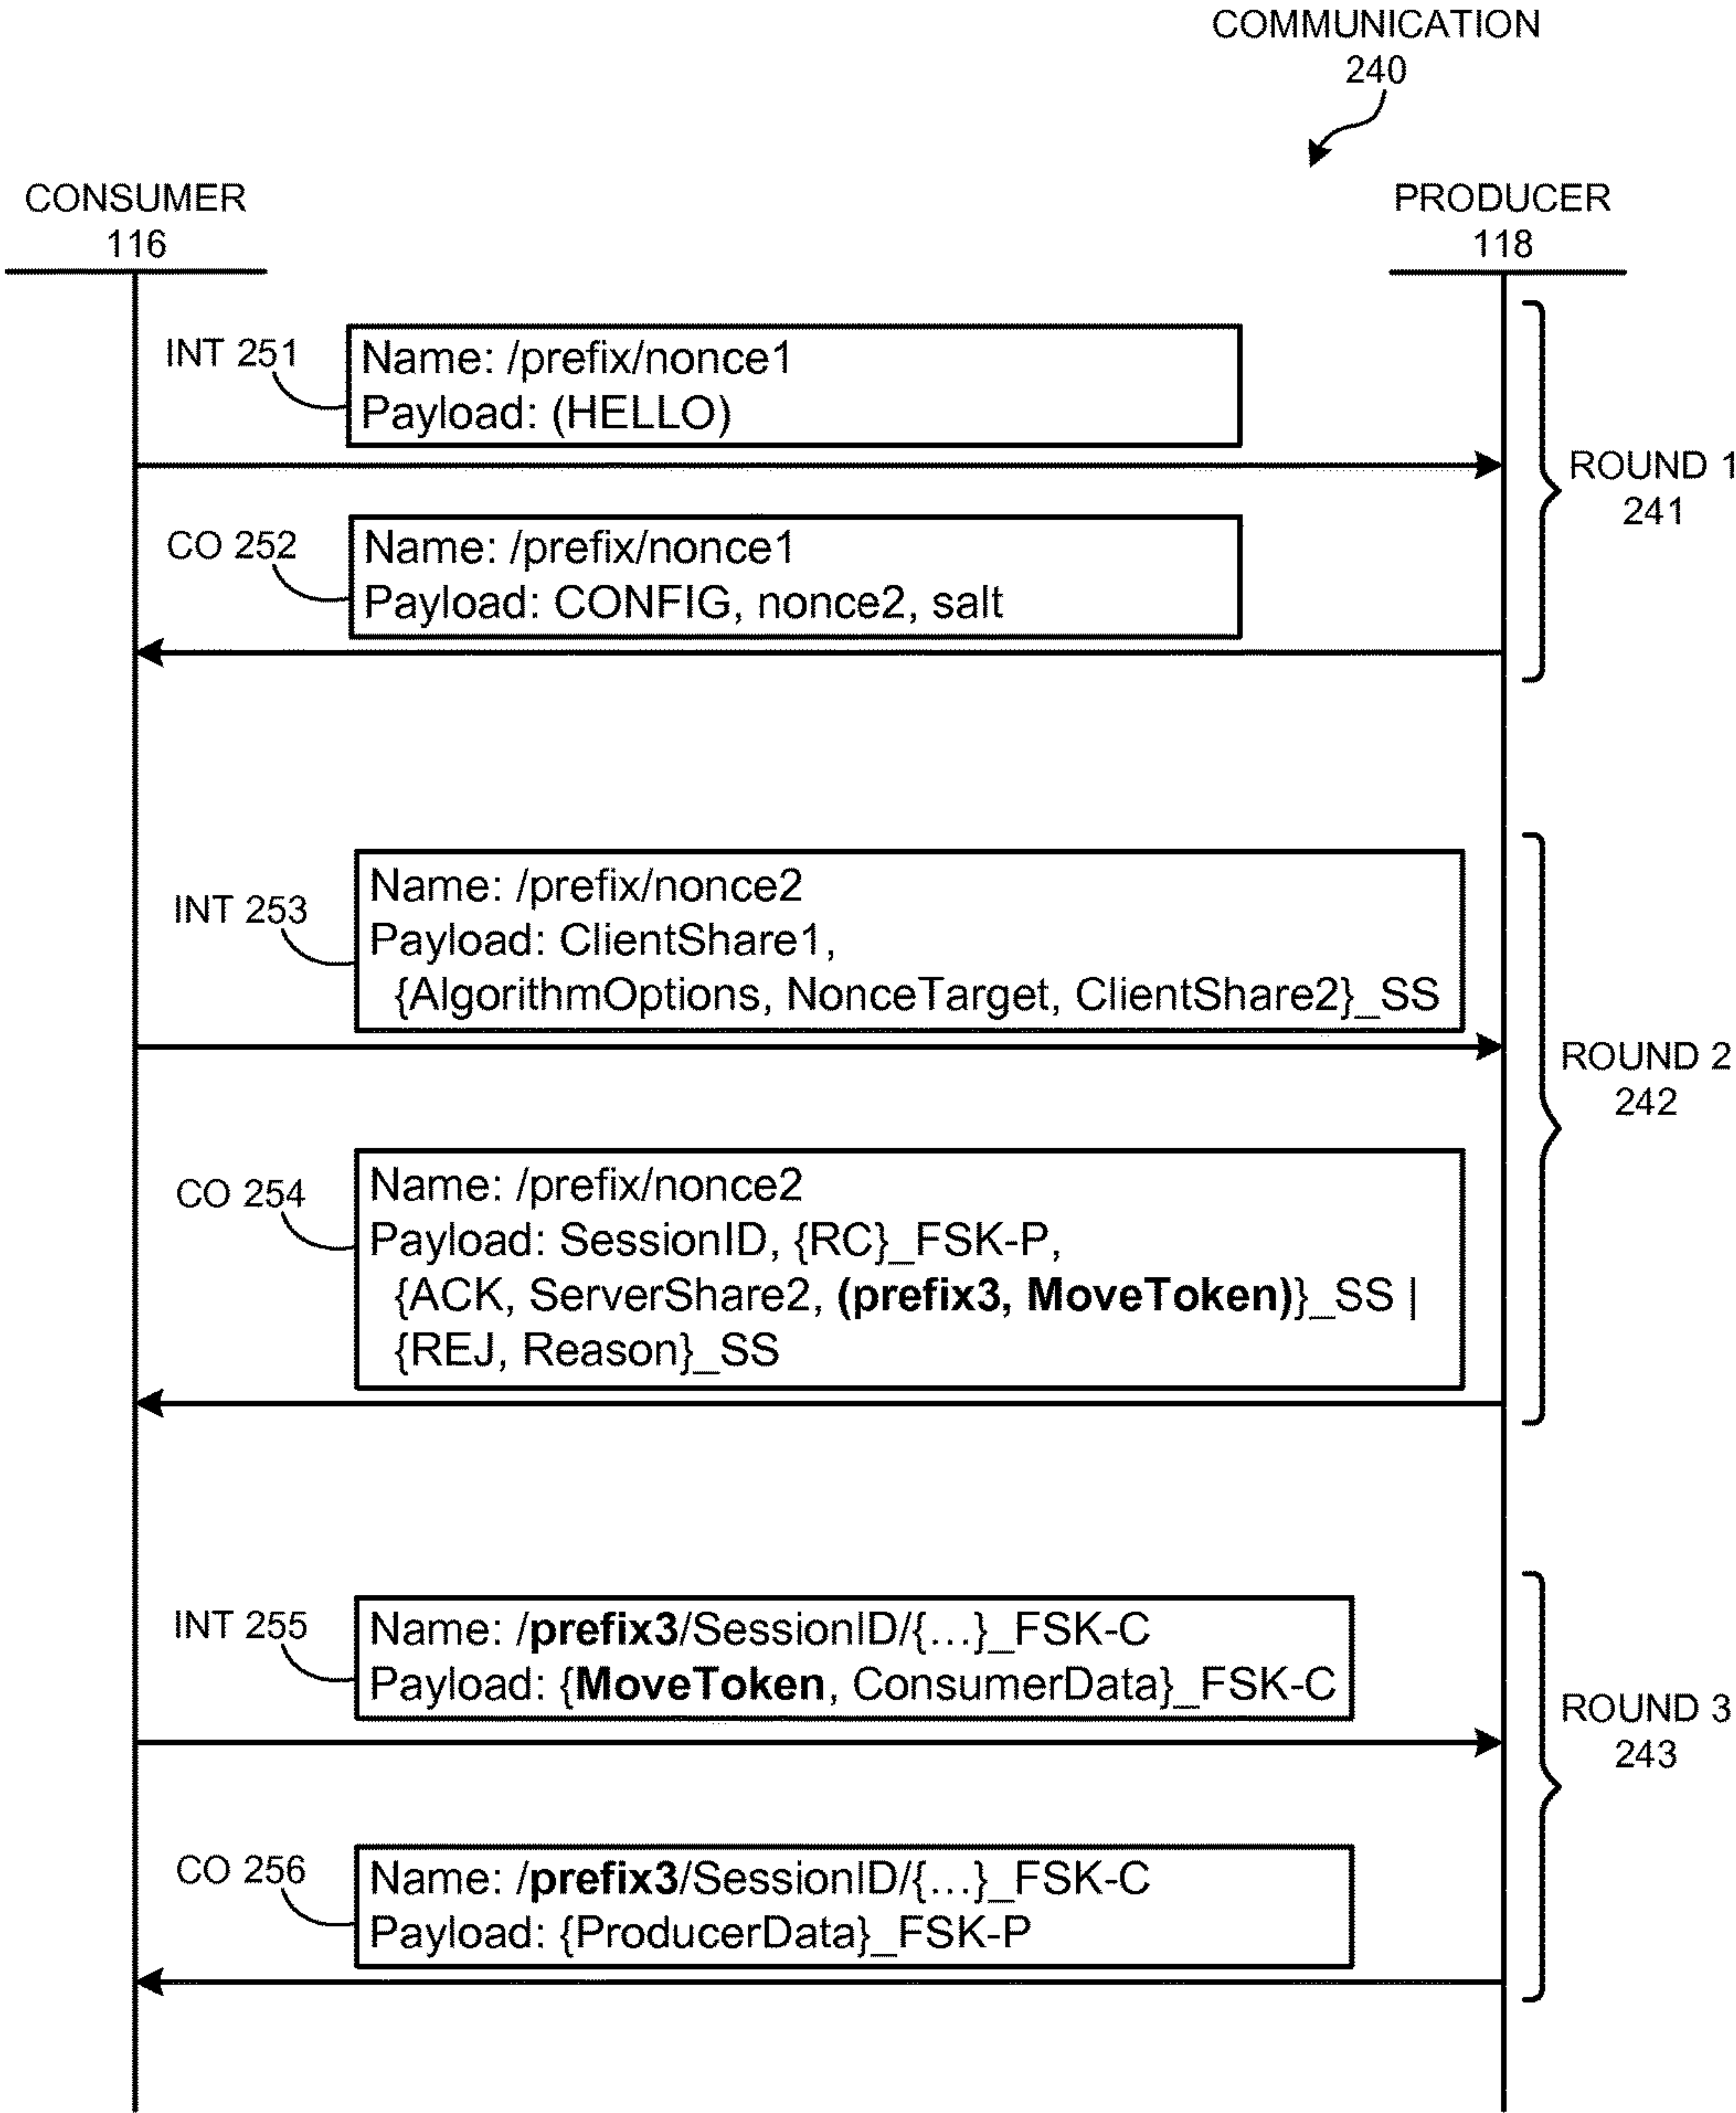 COMMUNICATION
240
CONSUMER
116
PRODUCER
118
INT 251
Name: /prefix/nonce1
Payload: (HELLO)
ROUND 1
241
CO 252
Name: /prefix/nonce1
Payload: CONFIG, nonce2, salt
INT 253
Name: /prefix/nonce2
Payload: ClientShare1,
{AlgorithmOptions, NonceTarget, ClientShare2}_SS
ROUND 2
242
CO 254
Name: /prefix/nonce2
Payload: SessionID, {RC}_FSK-P,
{ACK, ServerShare2, (prefix3, MoveToken)}_SS |
{REJ, Reason}_SS
INT 255
Name: /prefix3/SessionID/{...}_FSK-C
Payload: {MoveToken, ConsumerData}_FSK-C
ROUND 3
243
CO 256
Name: /prefix3/SessionID/{...}_FSK-C
Payload: {ProducerData}_FSK-P